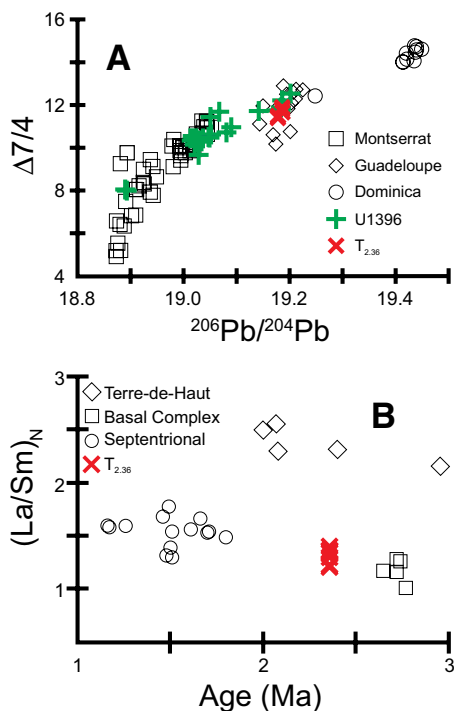 A
16
12
8
4
Δ7/4
Montserrat
Guadeloupe
Dominica
U1396
T2.36
18.8 19.0 19.2 19.4
206Pb/204Pb
B
3
2
1
(La/Sm)N
Terre-de-Haut
Basal Complex
Septentrional
T2.36
1 2 3
Age (Ma)